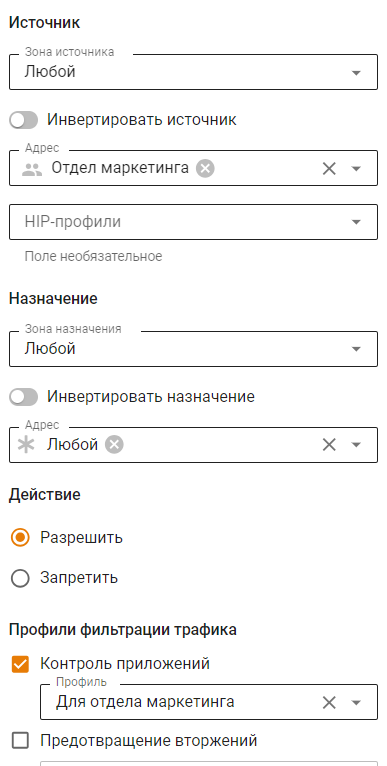 Источник
Зона источника
Любой
Инвертировать источник
Адрес
Отдел маркетинга
HIP-профили
Поле необязательное
Назначение
Зона назначения
Любой
Инвертировать назначение
Адрес
Любой
Действие
Разрешить
Запретить
Профили фильтрации трафика
Контроль приложений
Профиль
Для отдела маркетинга
Предотвращение вторжений